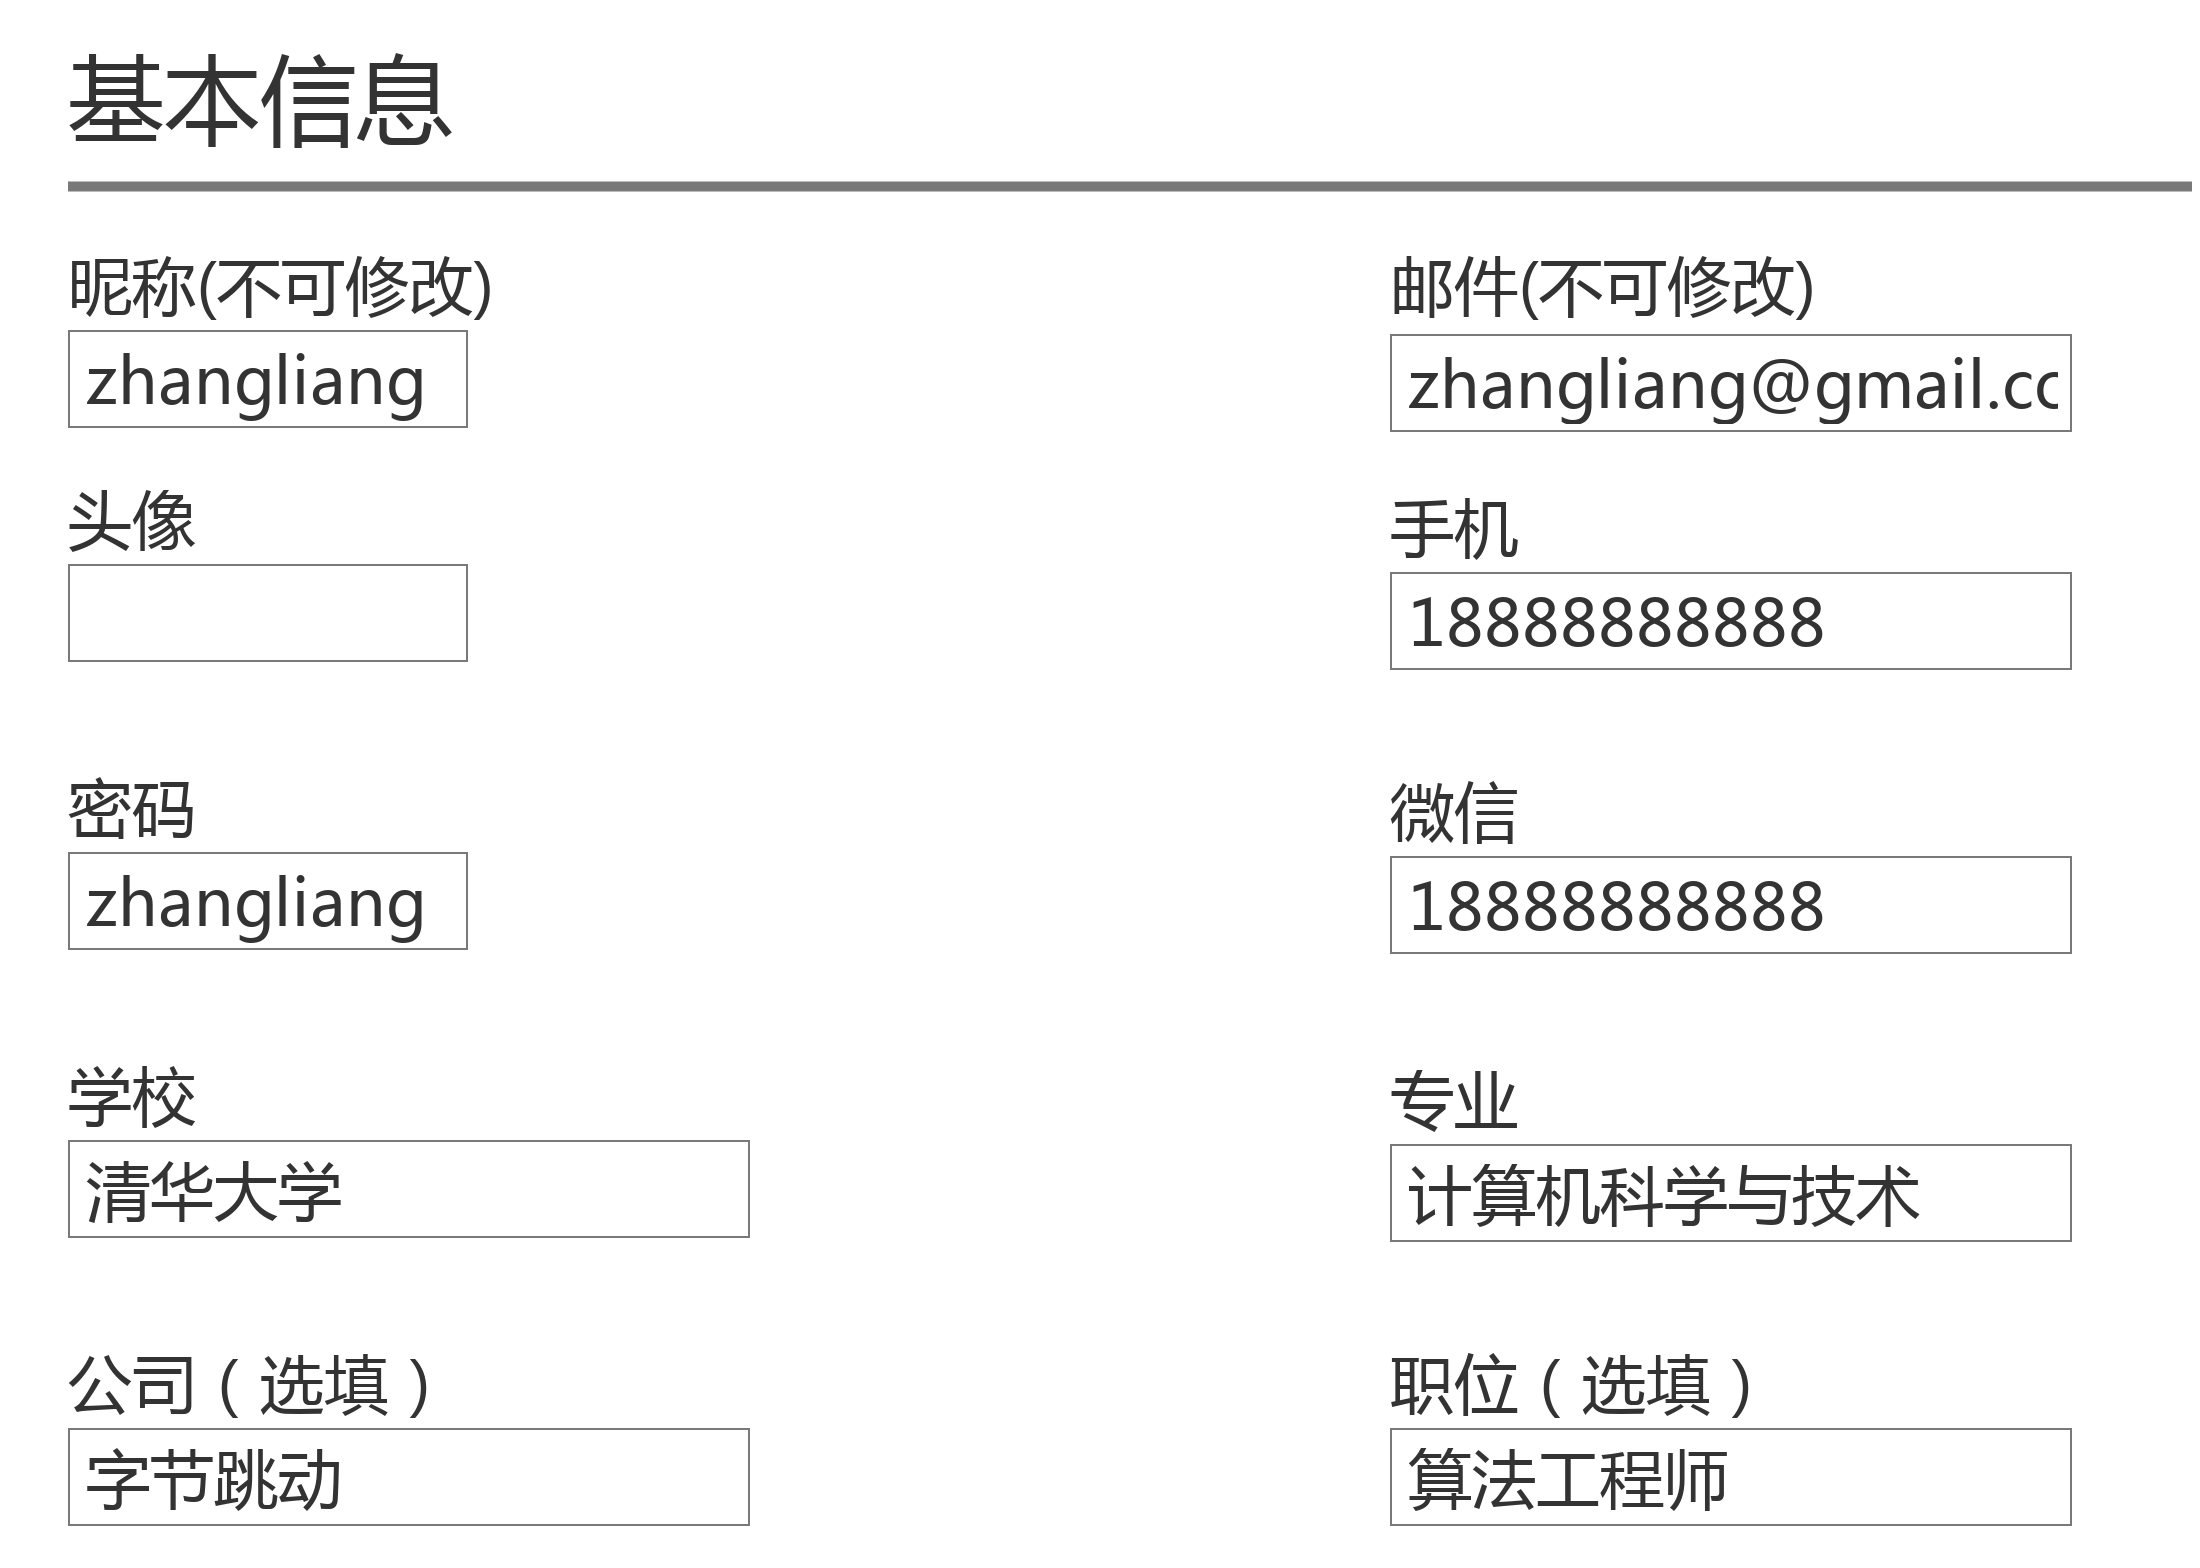 基本信息
昵称(不可修改)
zhangliang
邮件(不可修改)
zhangliang@gmail.cc
头像
手机
18888888888
密码
zhangliang
微信
18888888888
学校
清华大学
专业
计算机科学与技术
公司（选填）
字节跳动
职位（选填）
算法工程师